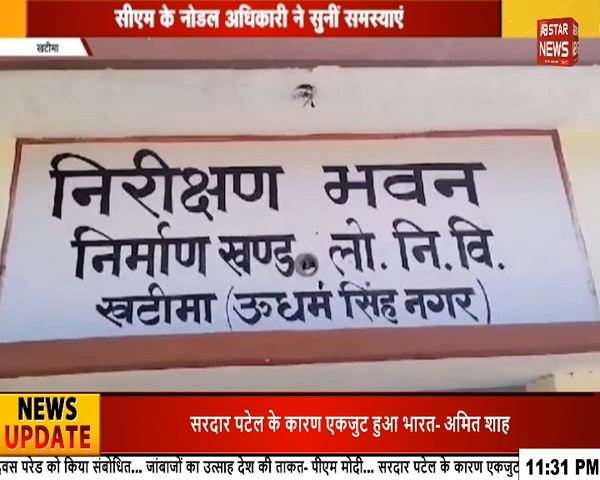 सीएम के नोडल अधिकारी ने सुनीं समस्याएं
खटीमा
STAR
NEWS
निरीक्षण भवन
निर्माण खण्ड लो. नि. वि.
खटीमा (ऊधमं सिंह नगर)
NEWS
UPDATE
सरदार पटेल के कारण एकजुट हुआ भारत- अमित शाह
परेड को किया संबोधित... जांबाजों का उत्साह देश की ताकत- पीएम मोदी... सरदार पटेल के कारण एकजुट
11:31 PM